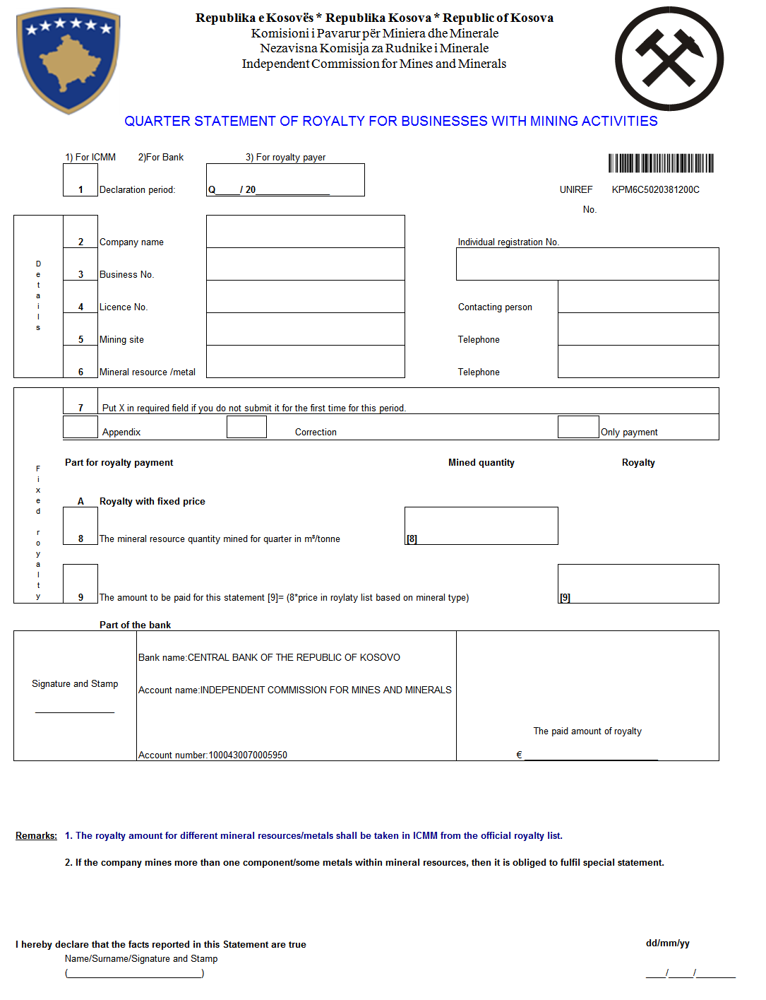 Republika e Kosovës * Republika Kosova * Republic of Kosova
Komisioni i Pavarur për Miniera dhe Minerale
Nezavisna Komisija za Rudnike i Minerale
Independent Commission for Mines and Minerals
QUARTER STATEMENT OF ROYALTY FOR BUSINESSES WITH MINING ACTIVITIES
1) For ICMM 2)For Bank 3) For royalty payer
1 Declaration period: Q_____/ 20_______________ UNIREF KPM6C5020381200C
No.
Details
2 Company name Individual registration No.
3 Business No.
4 Licence No. Contacting person
5 Mining site Telephone
6 Mineral resource /metal Telephone
Fixed royalty
7 Put X in required field if you do not submit it for the first time for this period.
Appendix Correction Only payment
Part for royalty payment Mined quantity Royalty
A Royalty with fixed price
8 The mineral resource quantity mined for quarter in m³/tonne [8]
9 The amount to be paid for this statement [9]= (8*price in roylaty list based on mineral type) [9]
Part of the bank
Bank name:CENTRAL BANK OF THE REPUBLIC OF KOSOVO
Signature and Stamp
Account name:INDEPENDENT COMMISSION FOR MINES AND MINERALS
________________
The paid amount of royalty
Account number:1000430070005950 € ___________________________
Remarks: 1. The royalty amount for different mineral resources/metals shall be taken in ICMM from the official royalty list.
2. If the company mines more than one component/some metals within mineral resources, then it is obliged to fulfil special statement.
I hereby declare that the facts reported in this Statement are true dd/mm/yy
Name/Surname/Signature and Stamp
(___________________________) ____/_____/________